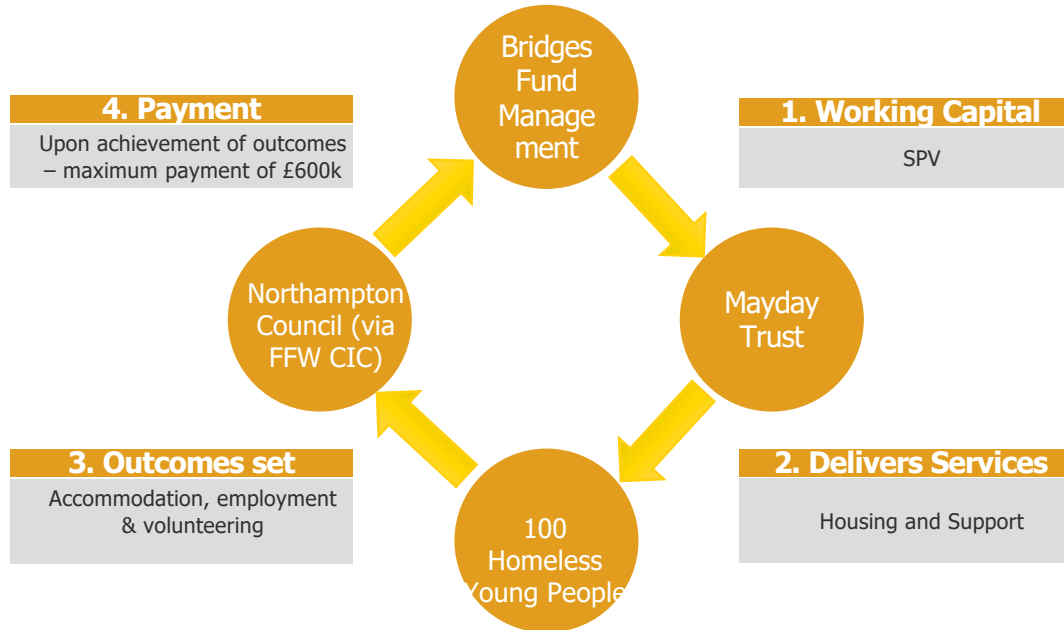 Bridges
Fund
Manage
ment
4. Payment
Upon achievement of outcomes
– maximum payment of £600k
1. Working Capital
SPV
Northampton
Council (via
FFW CIC)
Mayday
Trust
3. Outcomes set
Accommodation, employment
& volunteering
2. Delivers Services
Housing and Support
100
Homeless
Young People